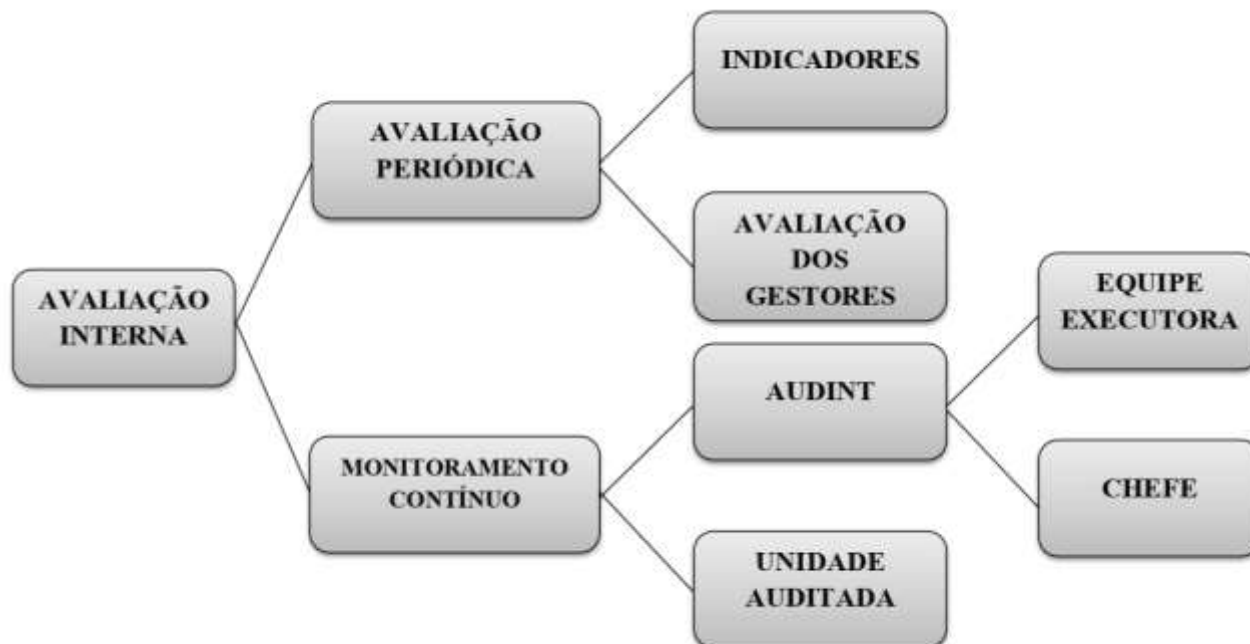 INDICADORES
AVALIAÇÃO
PERIÓDICA
AVALIAÇÃO
DOS
GESTORES
AVALIAÇÃO
INTERNA
EQUIPE
EXECUTORA
AUDINT
MONITORAMENTO
CONTÍNUO
CHEFE
UNIDADE
AUDITADA